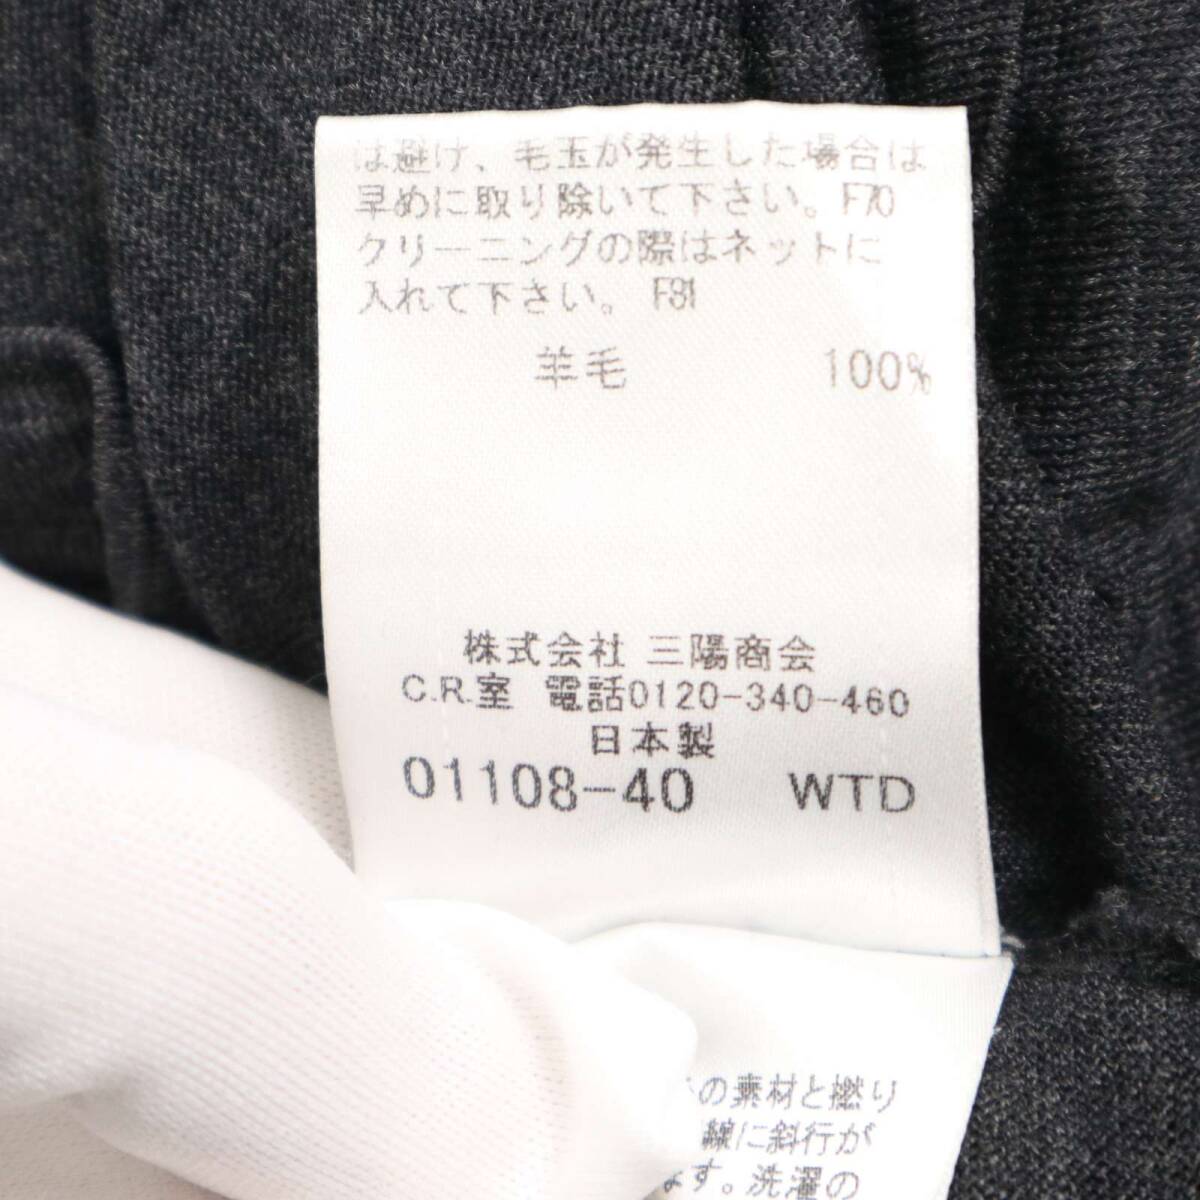 は避け、毛玉が発生した場合は
早めに取り除いて下さい。F70
クリーニングの際はネットに
入れて下さい。F81
羊毛 100%
株式会社 三陽商会
C.R.室 電話0120-340-460
日本製
01108-40 WTD
の素材と撚り
線に斜行が
ます。洗濯の